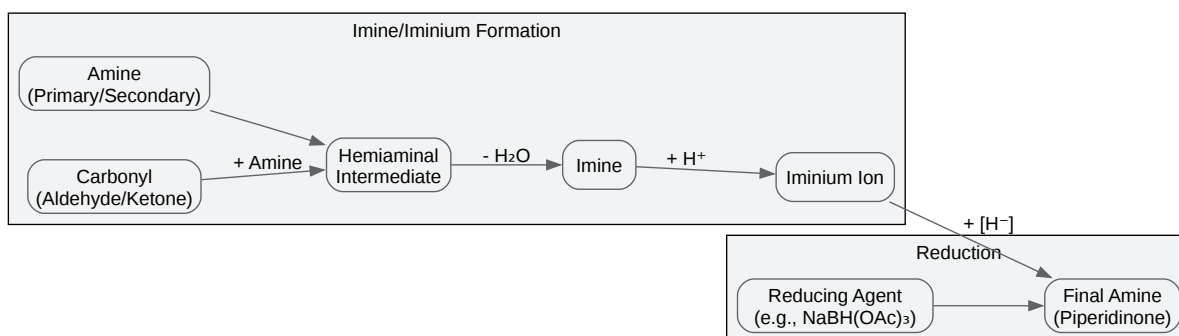 Imine/Iminium Formation
Amine
(Primary/Secondary)
Carbonyl
(Aldehyde/Ketone)
+ Amine
Hemiaminal
Intermediate
- H₂O
Imine
+ H⁺
Iminium Ion
+ [H⁻]
Reduction
Reducing Agent
(e.g., NaBH(OAc)₃)
Final Amine
(Piperidinone)